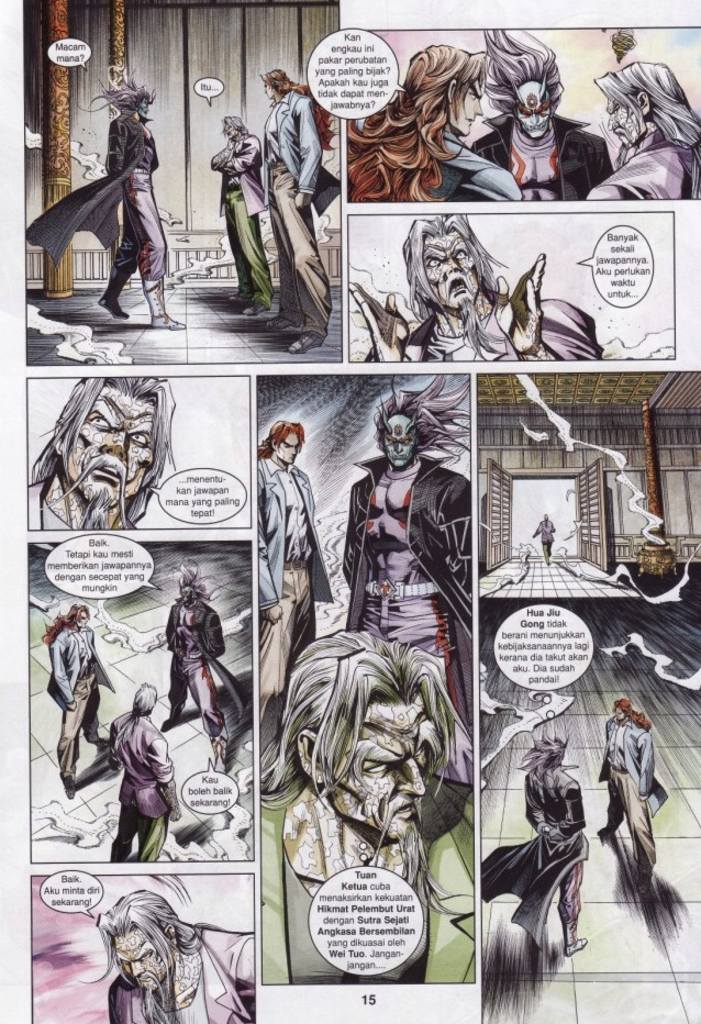 Macam
mana?
Itu...
Kan
engkau ini
pakar perubatan
yang paling bijak?
Apakah kau juga
tidak dapat men-
jawabnya?
Banyak
sekali
jawapannya.
Aku perlukan
waktu
untuk...
...menentu-
kan jawapan
mana yang paling
tepat!
Baik.
Tetapi kau mesti
memberikan jawapannya
dengan secepat yang
mungkin
Kau
boleh balik
sekarang!
Baik.
Aku minta diri
sekarang!
Tuan
Ketua cuba
menaksirkan kekuatan
Hikmat Pelembut Urat
dengan Sutra Sejati
Angkasa Bersembilan
yang dikuasai oleh
Wei Tuo. Jangan-
jangan....
Hua Jiu
Gong tidak
berani menunjukkan
kebijaksanaannya lagi
kerana dia takut akan
aku. Dia sudah
pandai!
15